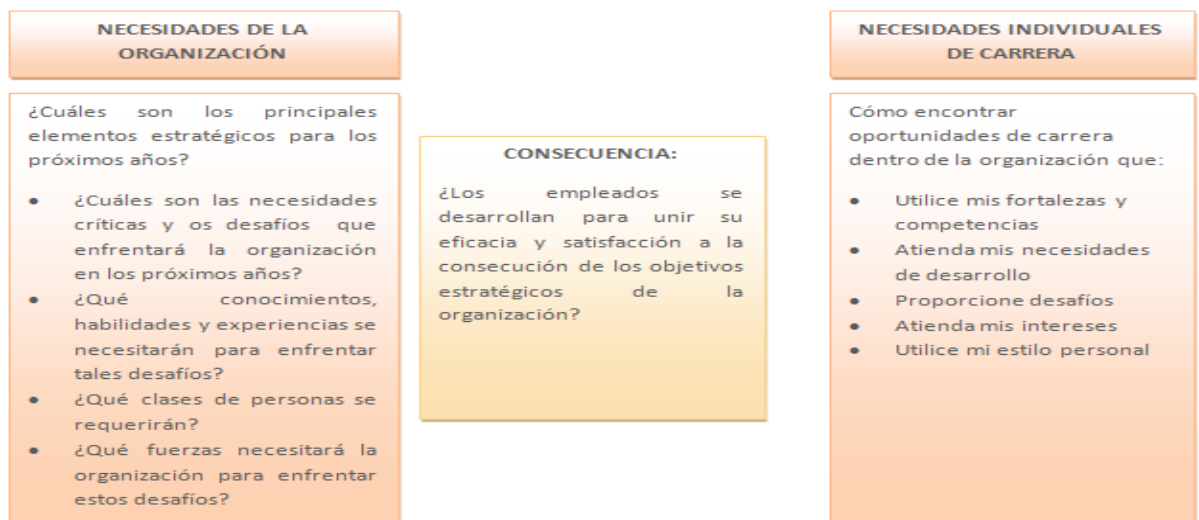 NECESIDADES DE LA
ORGANIZACIÓN
¿Cuáles son los principales
elementos estratégicos para los
próximos años?
• ¿Cuáles son las necesidades
críticas y os desafíos que
enfrentará la organización
en los próximos años?
• ¿Qué conocimientos,
habilidades y experiencias se
necesitarán para enfrentar
tales desafíos?
• ¿Qué clases de personas se
requerirán?
• ¿Qué fuerzas necesitará la
organización para enfrentar
estos desafíos?
CONSECUENCIA:
¿Los empleados se
desarrollan para unir su
eficacia y satisfacción a la
consecución de los objetivos
estratégicos de la
organización?
NECESIDADES INDIVIDUALES
DE CARRERA
Cómo encontrar
oportunidades de carrera
dentro de la organización que:
• Utilice mis fortalezas y
competencias
• Atienda mis necesidades
de desarrollo
• Proporcione desafíos
• Atienda mis intereses
• Utilice mi estilo personal